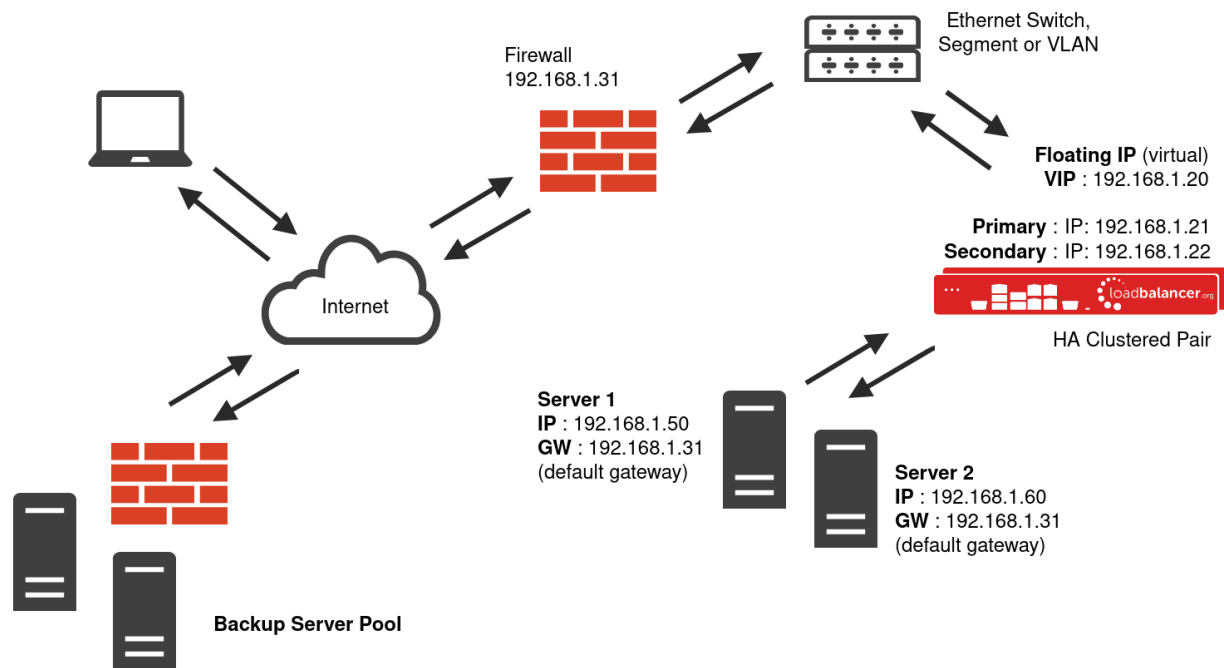 Ethernet Switch,
Segment or VLAN
Firewall
192.168.1.31
Floating IP (virtual)
VIP : 192.168.1.20
Primary : IP: 192.168.1.21
Secondary : IP: 192.168.1.22
loadbalancer.org
HA Clustered Pair
Internet
Server 1
IP : 192.168.1.50
GW : 192.168.1.31
(default gateway)
Server 2
IP : 192.168.1.60
GW : 192.168.1.31
(default gateway)
Backup Server Pool